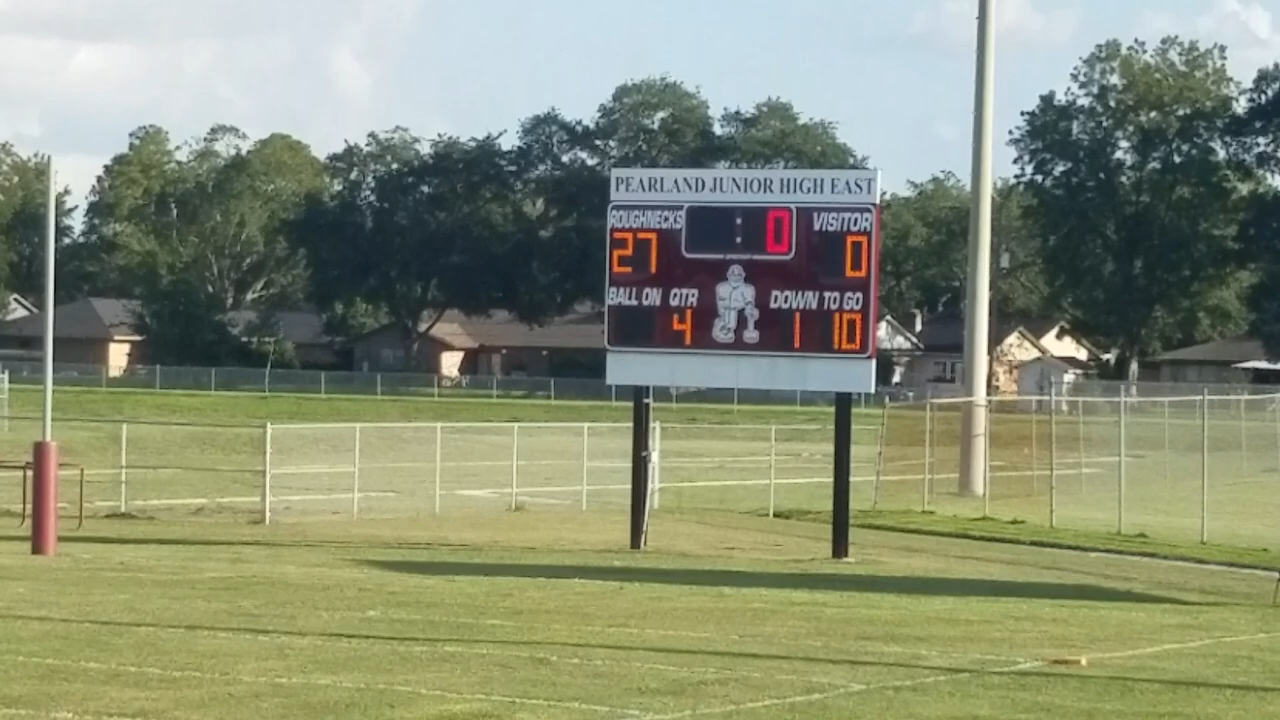 PEARLAND JUNIOR HIGH EAST
ROUGHNECKS : 0 VISITOR
27 0
BALL ON QTR DOWN TO GO
4 1 10